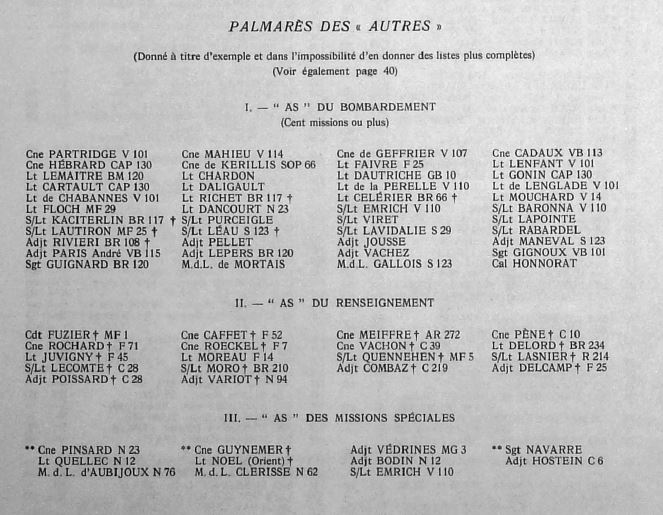 PALMARÈS DES « AUTRES »
(Donné à titre d'exemple et dans l'impossibilité d'en donner des listes plus complètes)
(Voir également page 40)
I. — " AS " DU BOMBARDEMENT
(Cent missions ou plus)
Cne PARTRIDGE V 101 Cne MAHIEU V 114 Cne de GEFFRIER V 107 Cne CADAUX VB 113
Cne HÉBRARD CAP 130 Cne de KERILLIS SOP 66 Lt FAIVRE F 25 Lt LENFANT V 101
Lt LEMAITRE BM 120 Lt CHARDON Lt DAUTRICHE GB 10 Lt GONIN CAP 130
Lt CARTAULT CAP 130 Lt DALIGAULT Lt de la PERELLE V 110 Lt de LENGLADE V 101
Lt de CHABANNES V 101 Lt RICHET BR 117 † Lt CELÉRIER BR 66 † Lt MOUCHARD V 14
Lt FLOCH MF 29 Lt DANCOURT N 23 S/Lt EMRICH V 110 S/Lt BARONNA V 110
S/Lt KACITERLIN BR 117 † S/Lt PURCEIGLE S/Lt VIRET S/Lt LAPOINTE
S/Lt LAUTIRON MF 25 † S/Lt LÉAU S 123 † S/Lt LAVIDALIE S 29 S/Lt RABARDEL
Adjt RIVIERI BR 108 † Adjt PELLET Adjt JOUSSE Adjt MANEVAL S 123
Adjt PARIS André VB 115 Adjt LEPERS BR 120 Adjt VACHEZ Sgt GIGNOUX VB 101
Sgt GUIGNARD BR 120 M.d.L. de MORTAIS M.d.L. GALLOIS S 123 Cal HONNORAT
II. — " AS " DU RENSEIGNEMENT
Cdt FUZIER † MF 1 Cne CAFFET † F 52 Cne MEIFFRE † AR 272 Cne PÈNE † C 10
Cne ROCHARD † F 71 Cne ROECKEL † F 7 Cne VACHON † C 39 Lt DELORD † BR 234
Lt JUVIGNY † F 45 Lt MOREAU F 14 S/Lt QUENNEHEN † MF 5 S/Lt LASNIER † R 214
S/Lt LECOMTE † C 28 S/Lt MORO † BR 210 Adjt COMBAZ † C 219 Adjt DELCAMP † F 25
Adjt POISSARD † C 28 Adjt VARIOT † N 94
III. — " AS " DES MISSIONS SPÉCIALES
** Cne PINSARD N 23 ** Cne GUYNEMER † Adjt VÉDRINES MG 3 ** Sgt NAVARRE
Lt QUELLEC N 12 Lt NOEL (Orient) † Adjt BODIN N 12 Adjt HOSTEIN C 6
M. d. L. d'AUBIJOUX N 76 M. d. L. CLERISSE N 62 S/Lt EMRICH V 110